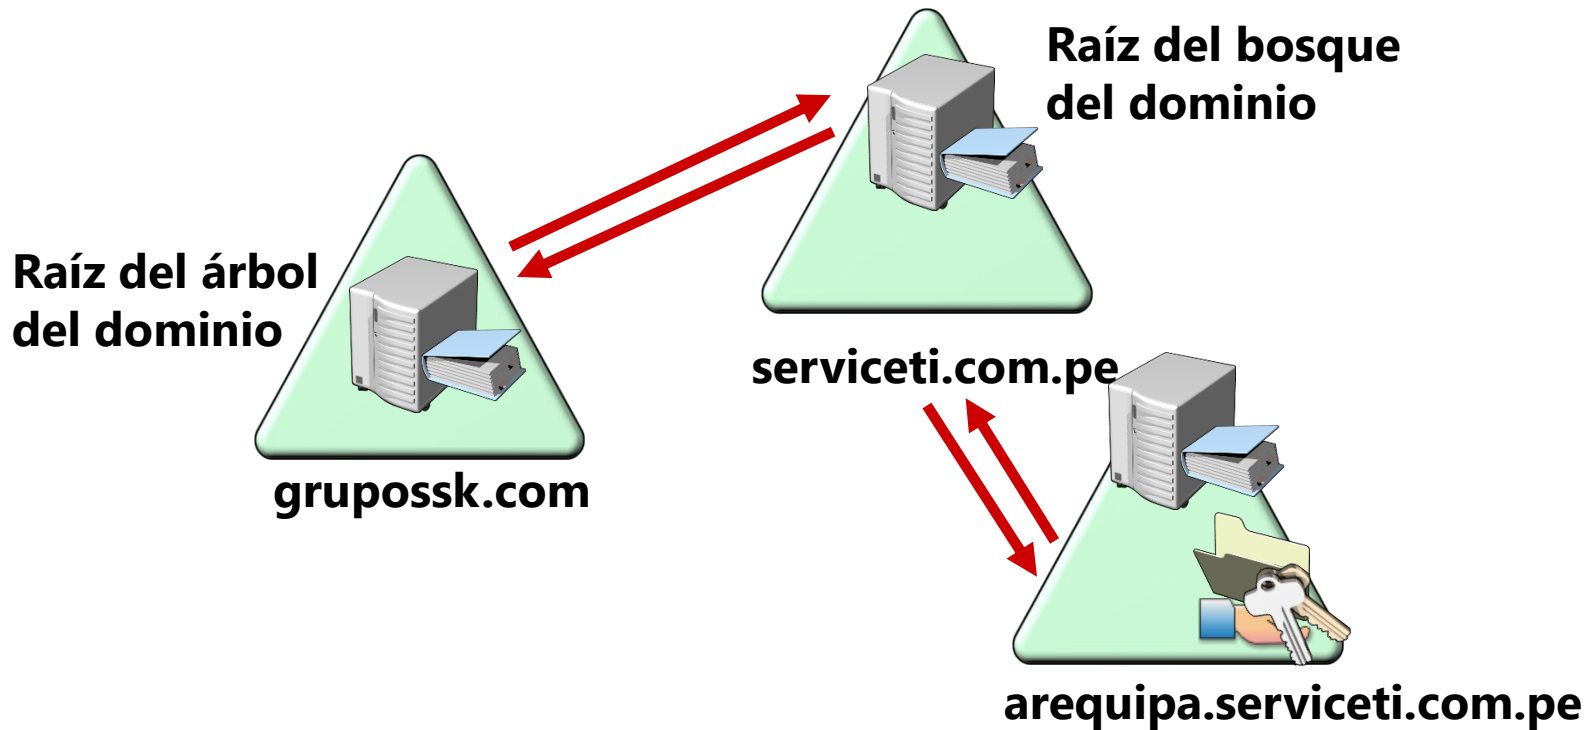 Raíz del bosque
del dominio
Raíz del árbol
del dominio
serviceti.com.pe
grupossk.com
arequipa.serviceti.com.pe